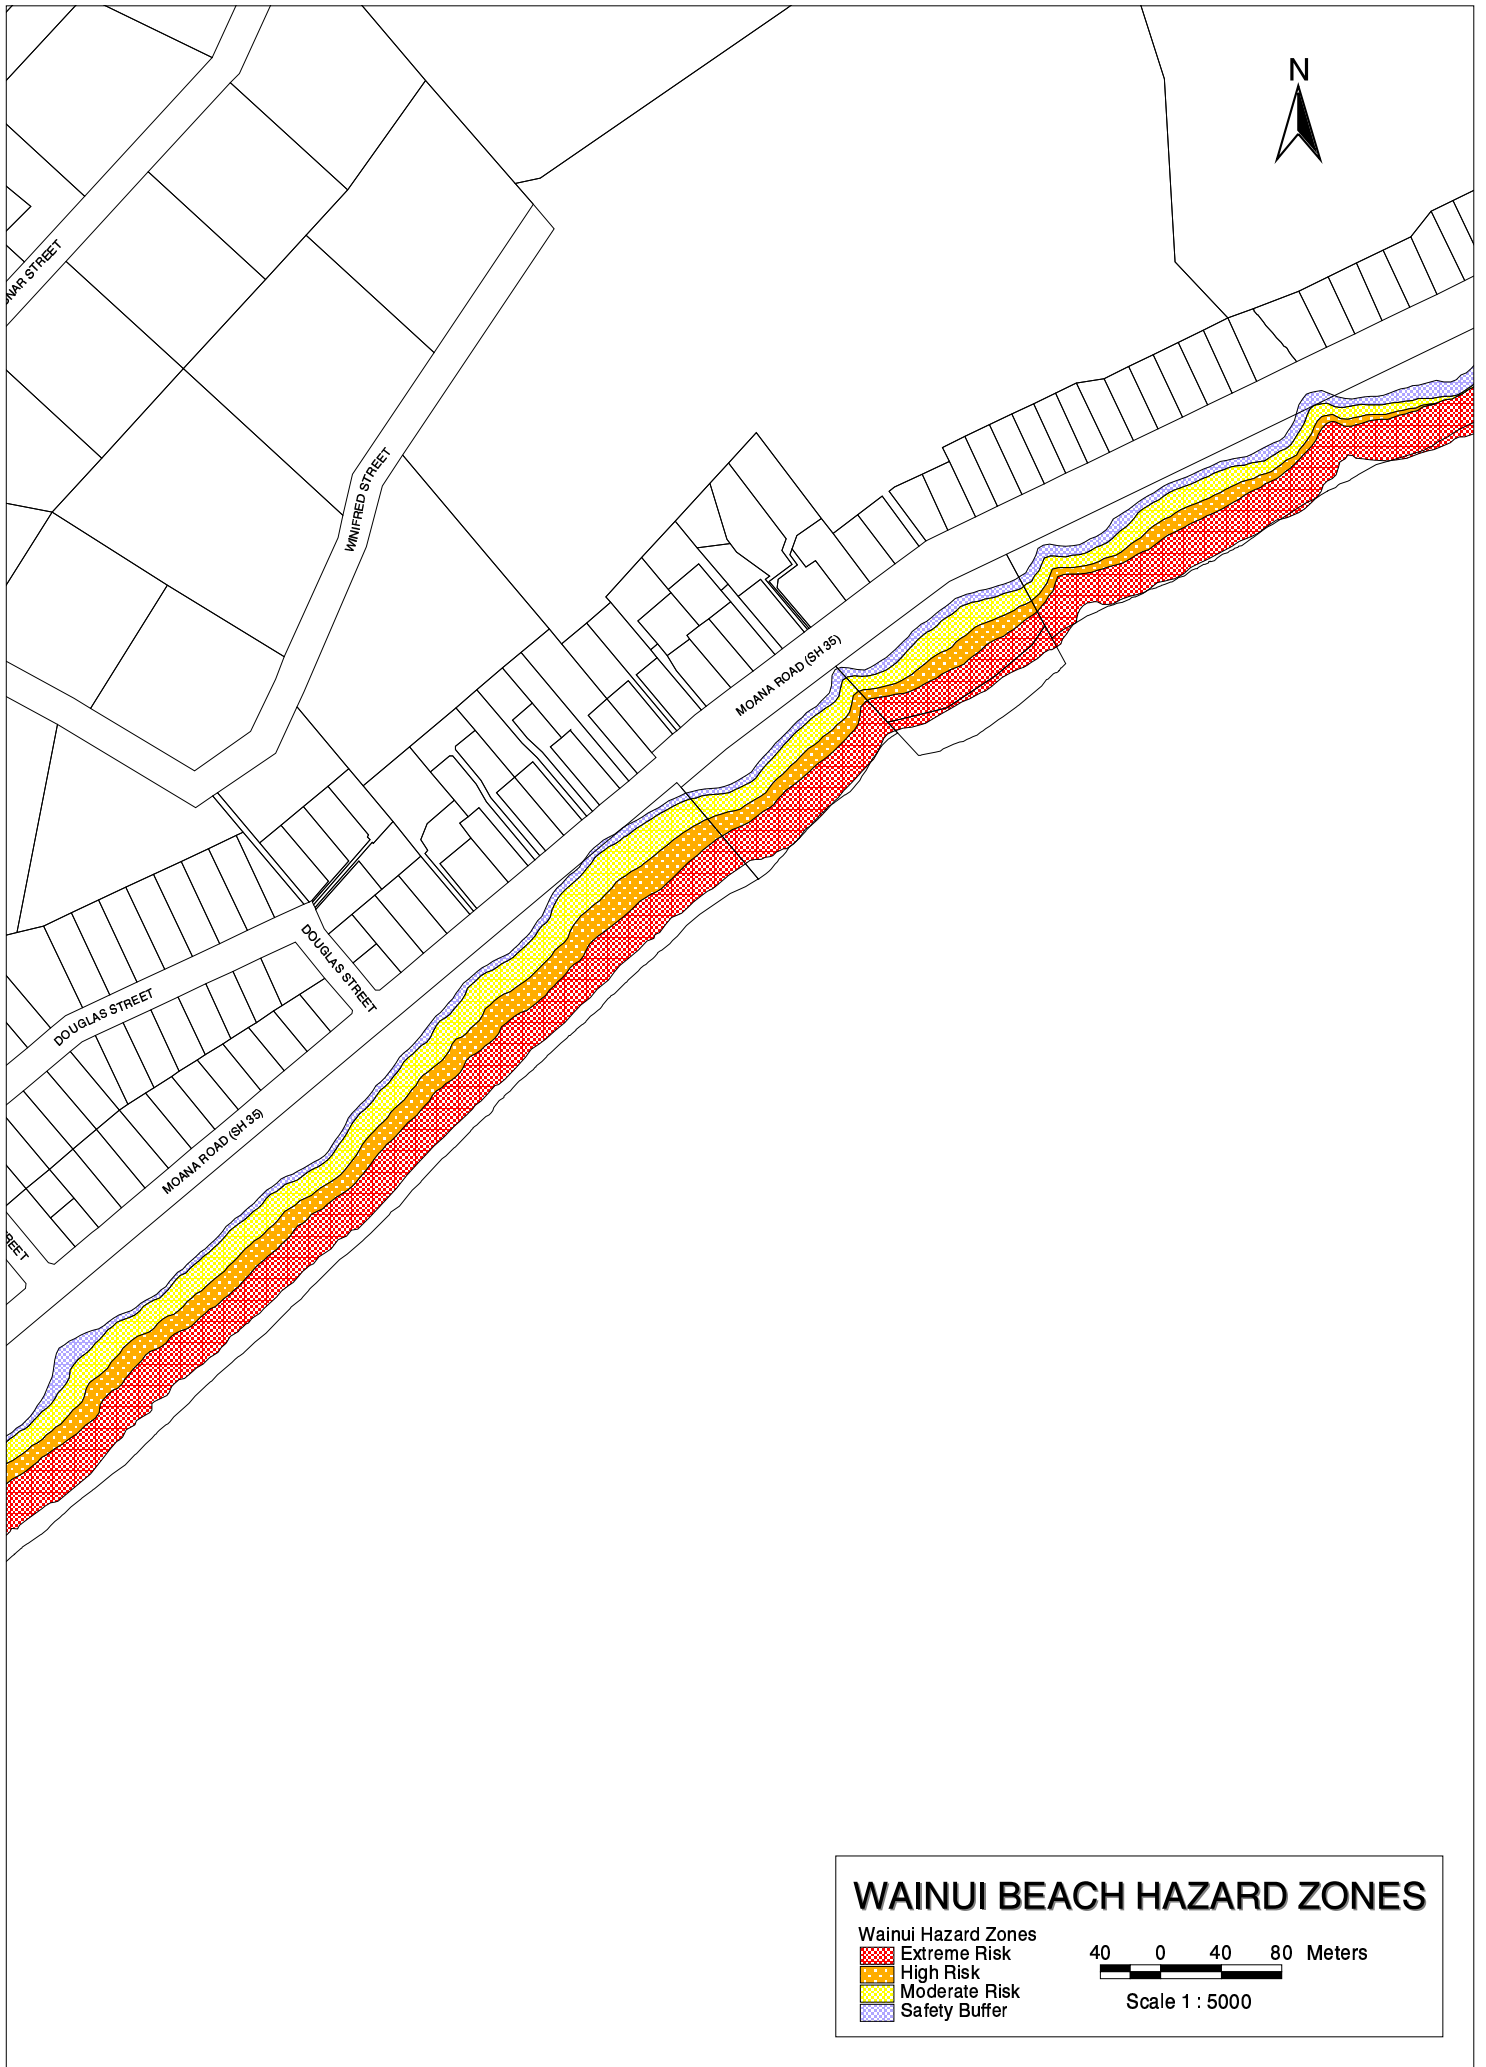 N
WINIFRED STREET
MOANA ROAD (SH 35)
DOUGLAS STREET
DOUGLAS STREET
MOANA ROAD (SH 35)
STREET
WAINUI BEACH HAZARD ZONES
Wainui Hazard Zones
Extreme Risk
High Risk
Moderate Risk
Safety Buffer
40 0 40 80 Meters
Scale 1 : 5000